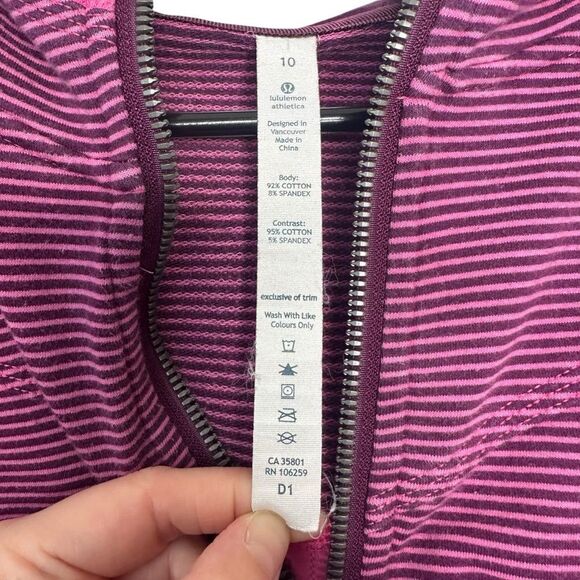 10
lululemon
athletica
Designed in
Vancouver
Made in
China
Body:
92% COTTON
8% SPANDEX
Contrast:
95% COTTON
5% SPANDEX
exclusive of trim
Wash With Like
Colours Only
CA 35801
RN 106259
D1